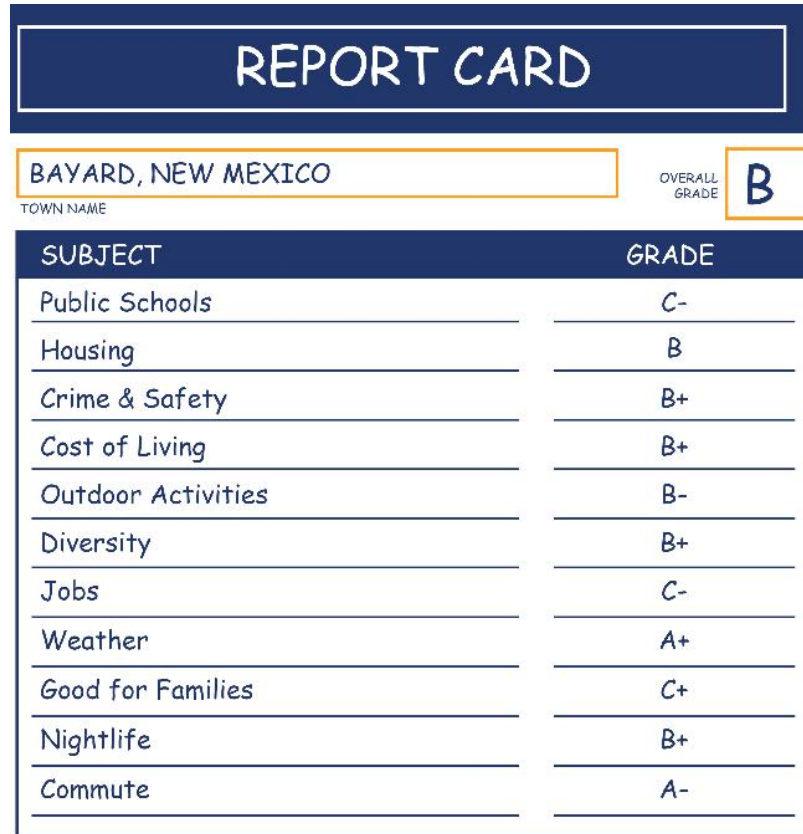 REPORT CARD
BAYARD, NEW MEXICO
TOWN NAME
OVERALL
GRADE
B
SUBJECT GRADE
Public Schools C-
Housing B
Crime & Safety B+
Cost of Living B+
Outdoor Activities B-
Diversity B+
Jobs C-
Weather A+
Good for Families C+
Nightlife B+
Commute A-